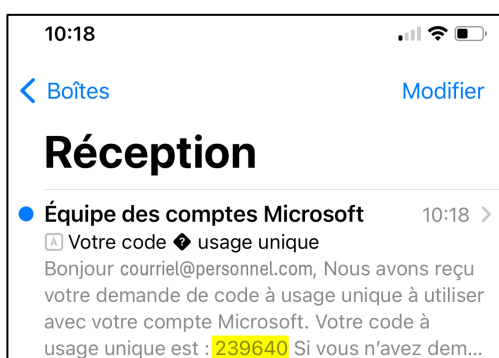 10:18
Boîtes
Modifier
Réception
Équipe des comptes Microsoft 10:18
A Votre code � usage unique
Bonjour courriel@personnel.com, Nous avons reçu
votre demande de code à usage unique à utiliser
avec votre compte Microsoft. Votre code à
usage unique est : 239640 Si vous n'avez dem...